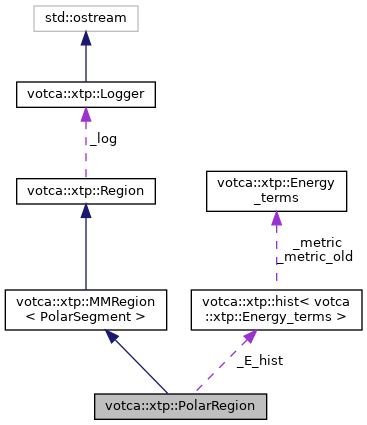 std::ostream
votca::xtp::Logger
_log
votca::xtp::Region
votca::xtp::Energy
_terms
_metric
_metric_old
votca::xtp::MMRegion
< PolarSegment >
votca::xtp::hist< votca
::xtp::Energy_terms >
_E_hist
votca::xtp::PolarRegion